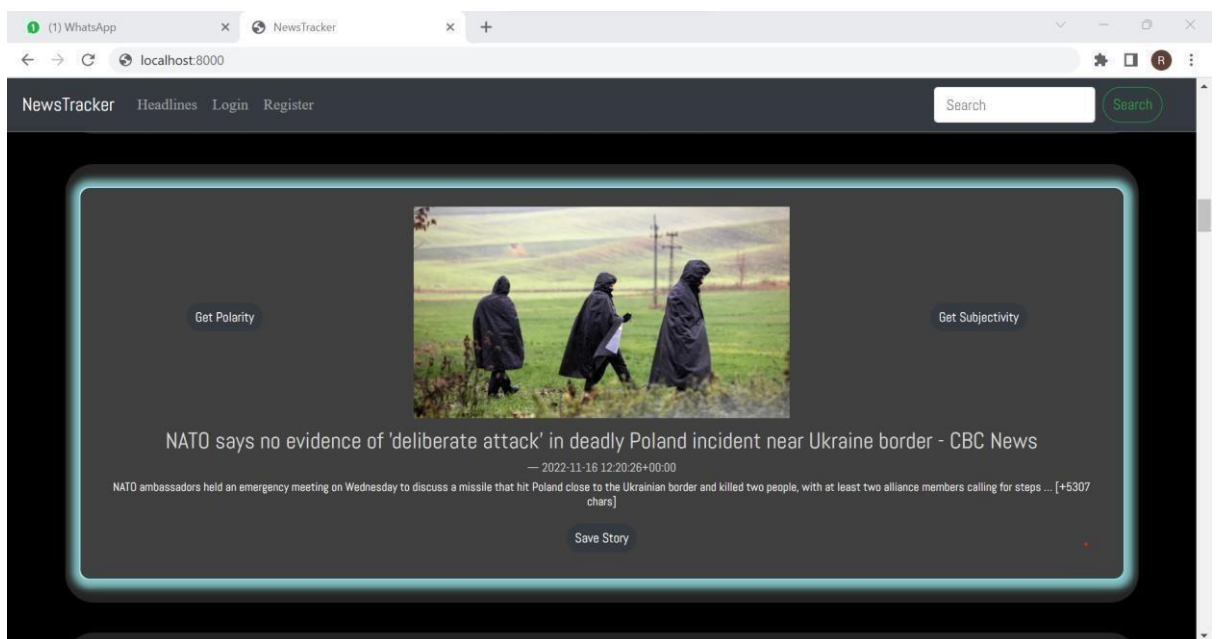 (1) WhatsApp
NewsTracker
localhost:8000
R
NewsTracker Headlines Login Register Search Search
Get Polarity
Get Subjectivity
NATO says no evidence of 'deliberate attack' in deadly Poland incident near Ukraine border - CBC News
— 2022-11-16 12:20:26+00:00
NATO ambassadors held an emergency meeting on Wednesday to discuss a missile that hit Poland close to the Ukrainian border and killed two people, with at least two alliance members calling for steps ... [+5307
chars]
Save Story